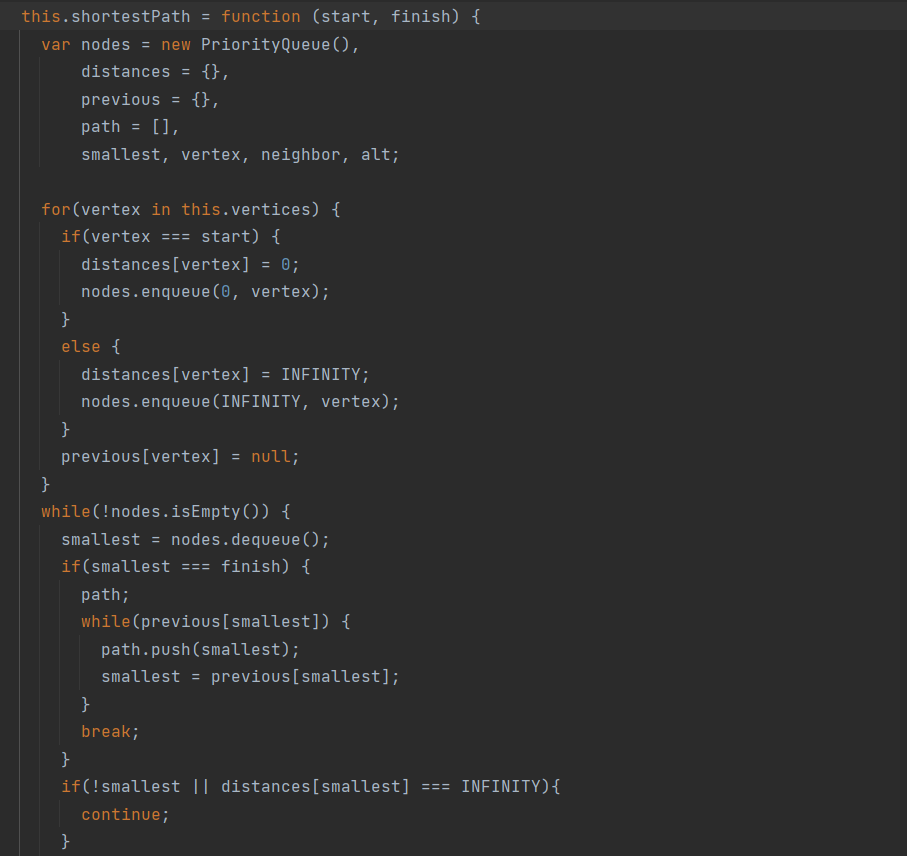 this.shortestPath = function (start, finish) {
  var nodes = new PriorityQueue(),
      distances = {},
      previous = {},
      path = [],
      smallest, vertex, neighbor, alt;

  for(vertex in this.vertices) {
    if(vertex === start) {
      distances[vertex] = 0;
      nodes.enqueue(0, vertex);
    }
    else {
      distances[vertex] = INFINITY;
      nodes.enqueue(INFINITY, vertex);
    }
    previous[vertex] = null;
  }
  while(!nodes.isEmpty()) {
    smallest = nodes.dequeue();
    if(smallest === finish) {
      path;
      while(previous[smallest]) {
        path.push(smallest);
        smallest = previous[smallest];
      }
      break;
    }
    if(!smallest || distances[smallest] === INFINITY){
      continue;
    }